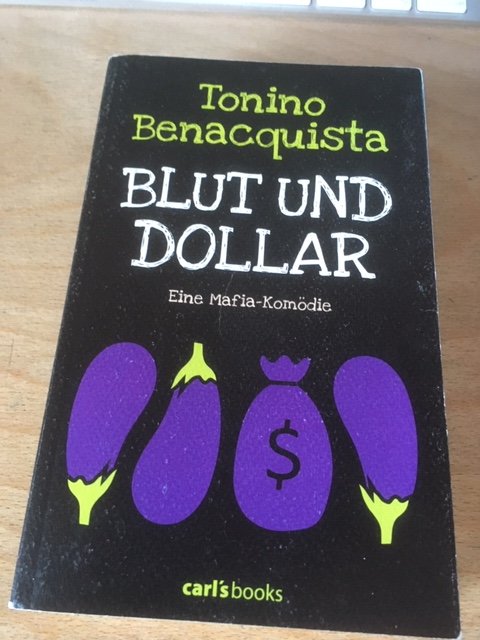 Tonino
Benacquista
BLUT UND
DOLLAR
Eine Mafia-Komödie
$
carl's books